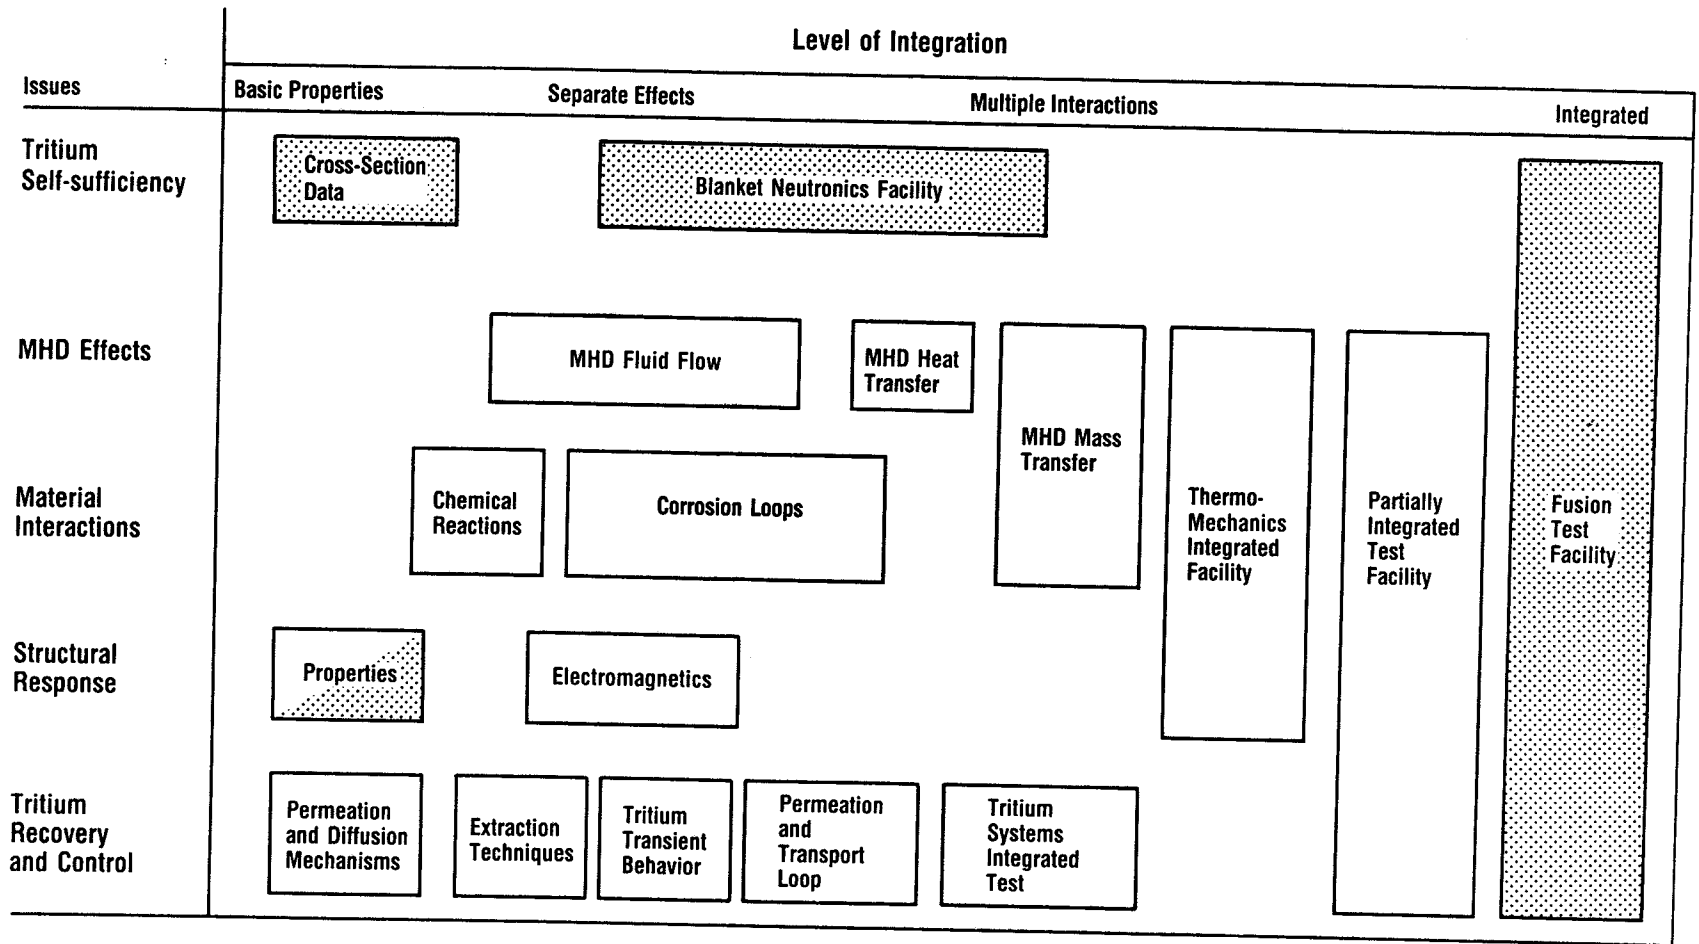 Level of Integration
Issues
Basic Properties
Separate Effects
Multiple Interactions
Integrated
Tritium
Self-sufficiency
Cross-Section
Data
Blanket Neutronics Facility
MHD Effects
MHD Fluid Flow
MHD Heat
Transfer
MHD Mass
Transfer
Thermo-
Mechanics
Integrated
Facility
Partially
Integrated
Test
Facility
Fusion
Test
Facility
Material
Interactions
Chemical
Reactions
Corrosion Loops
Structural
Response
Properties
Electromagnetics
Tritium
Recovery
and Control
Permeation
and Diffusion
Mechanisms
Extraction
Techniques
Tritium
Transient
Behavior
Permeation
and
Transport
Loop
Tritium
Systems
Integrated
Test